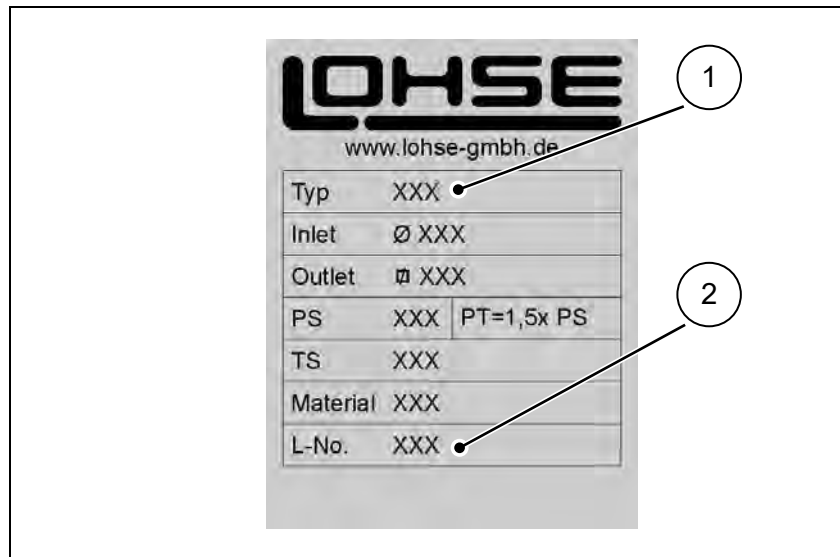 LOHSE
1
www.lohse-gmbh.de
Typ XXX
Inlet Ø XXX
Outlet ⌑ XXX
2
PS XXX PT=1,5x PS
TS XXX
Material XXX
L-No. XXX